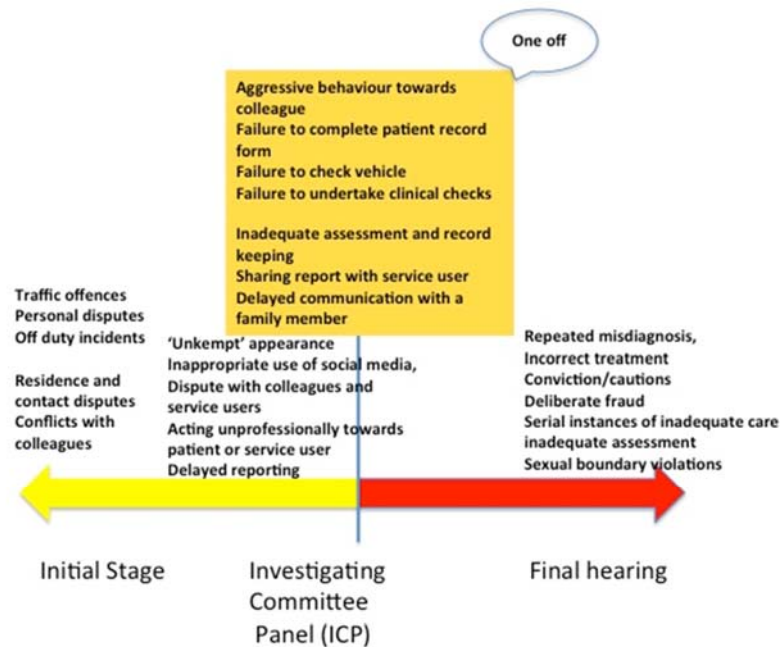 One off
Aggressive behaviour towards
colleague
Failure to complete patient record
form
Failure to check vehicle
Failure to undertake clinical checks
Inadequate assessment and record
keeping
Sharing report with service user
Delayed communication with a
family member
Traffic offences
Personal disputes
Off duty incidents
Residence and
contact disputes
Conflicts with
colleagues
‘Unkempt’ appearance
Inappropriate use of social media,
Dispute with colleagues and
service users
Acting unprofessionally towards
patient or service user
Delayed reporting
Repeated misdiagnosis,
Incorrect treatment
Conviction/cautions
Deliberate fraud
Serial instances of inadequate care
inadequate assessment
Sexual boundary violations
Initial Stage
Investigating
Committee
Panel (ICP)
Final hearing